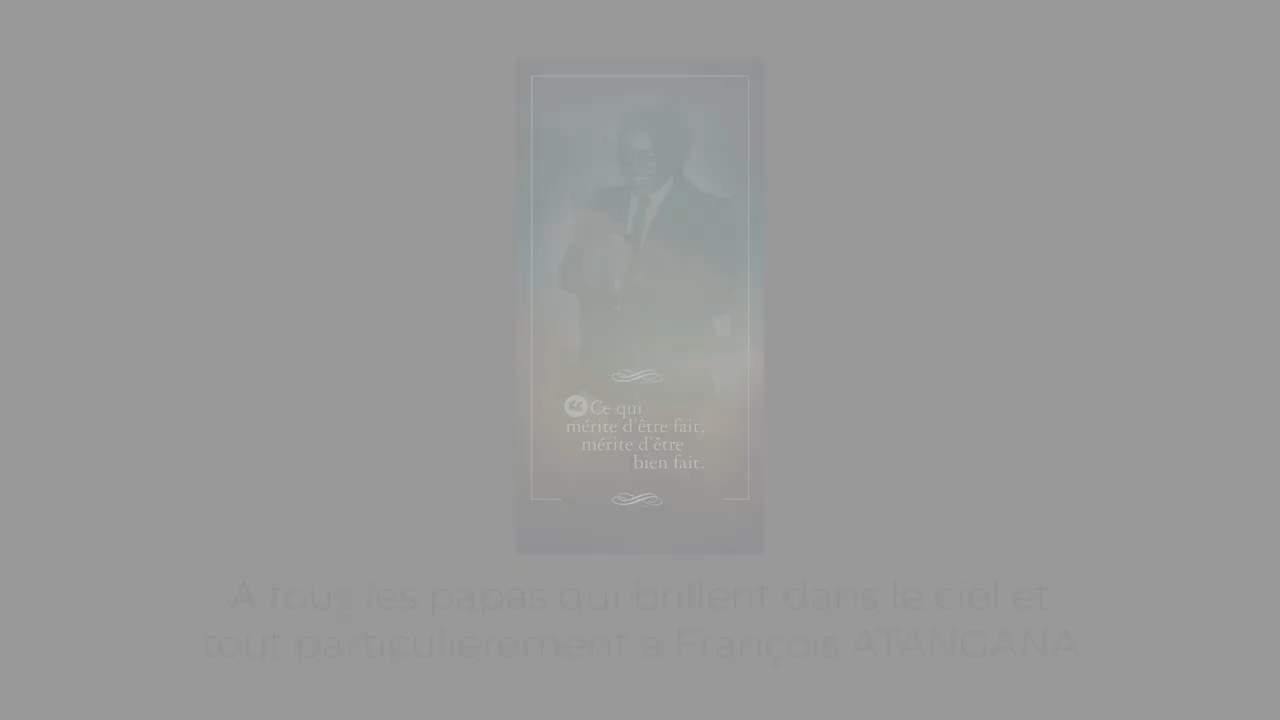 “ Ce qui
mérite d'être fait,
mérite d'être
bien fait.
A tous les papas qui brillent dans le ciel et
tout particulièrement à François ATANGANA